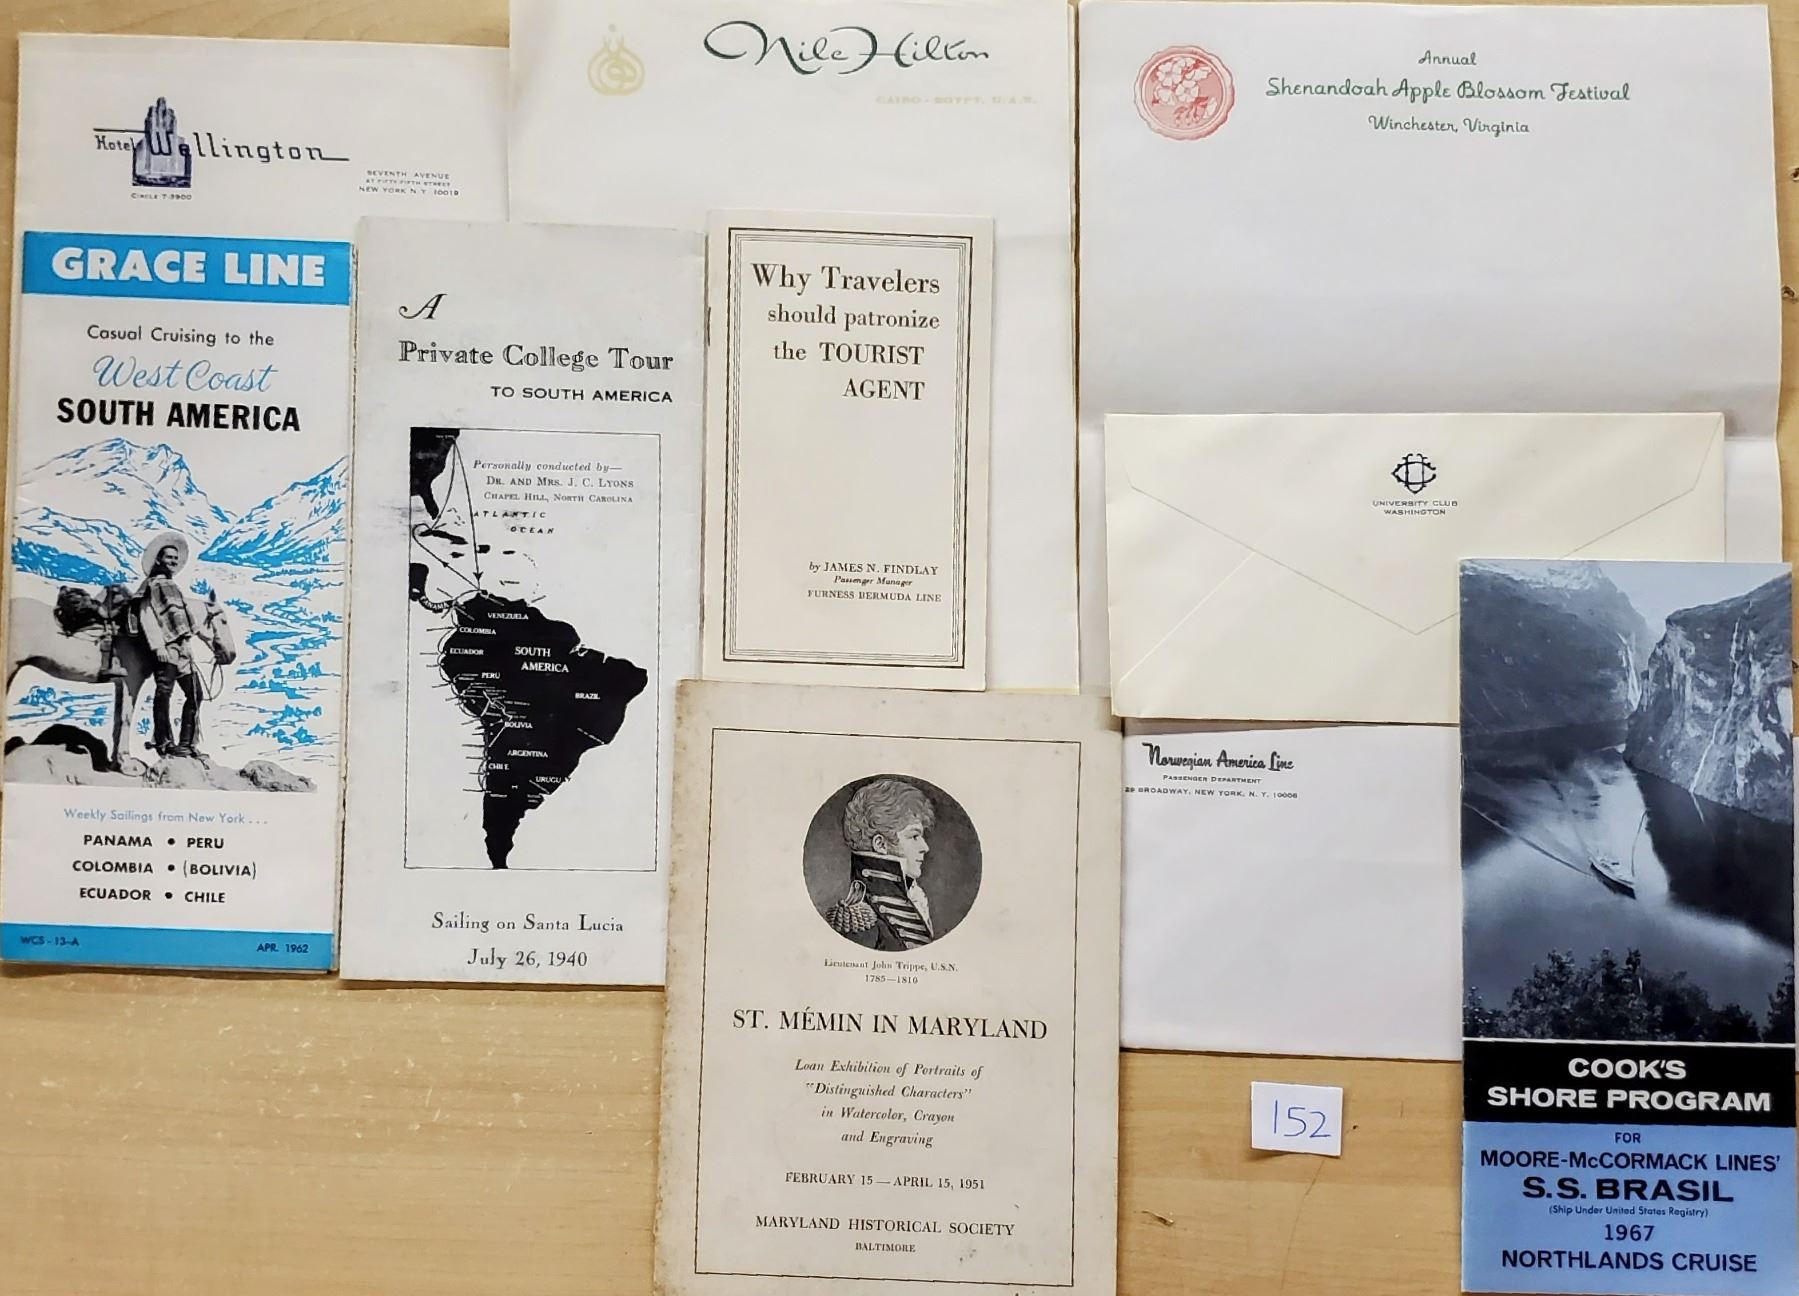 Hotel Wellington
CIRCLE 7-3900
SEVENTH AVENUE
AT FIFTY-FIFTH STREET
NEW YORK N.Y. 10019
Nile Hilton
CAIRO - EGYPT, U.A.R.
Annual
Shenandoah Apple Blossom Festival
Winchester, Virginia
GRACE LINE
Casual Cruising to the
West Coast
SOUTH AMERICA
Weekly Sailings from New York . . .
PANAMA • PERU
COLOMBIA • (BOLIVIA)
ECUADOR • CHILE
WCS - 13-A
APR. 1962
A
Private College Tour
TO SOUTH AMERICA
Personally conducted by—
DR. AND MRS. J. C. LYONS
CHAPEL HILL, NORTH CAROLINA
ATLANTIC
OCEAN
PANAMA
VENEZUELA
COLOMBIA
ECUADOR
SOUTH
AMERICA
PERU
BRAZIL
BOLIVIA
ARGENTINA
CHILE
URUGU
Sailing on Santa Lucia
July 26, 1940
Why Travelers
should patronize
the TOURIST
AGENT
by JAMES N. FINDLAY
Passenger Manager
FURNESS BERMUDA LINE
UNIVERSITY CLUB
WASHINGTON
Norwegian America Line
PASSENGER DEPARTMENT
29 BROADWAY, NEW YORK, N. Y. 10006
Lieutenant John Trippe, U.S.N.
1785—1810
ST. MÉMIN IN MARYLAND
Loan Exhibition of Portraits of
"Distinguished Characters"
in Watercolor, Crayon
and Engraving
FEBRUARY 15 — APRIL 15, 1951
MARYLAND HISTORICAL SOCIETY
BALTIMORE
152
COOK'S
SHORE PROGRAM
FOR
MOORE-McCORMACK LINES'
S.S. BRASIL
(Ship Under United States Registry)
1967
NORTHLANDS CRUISE